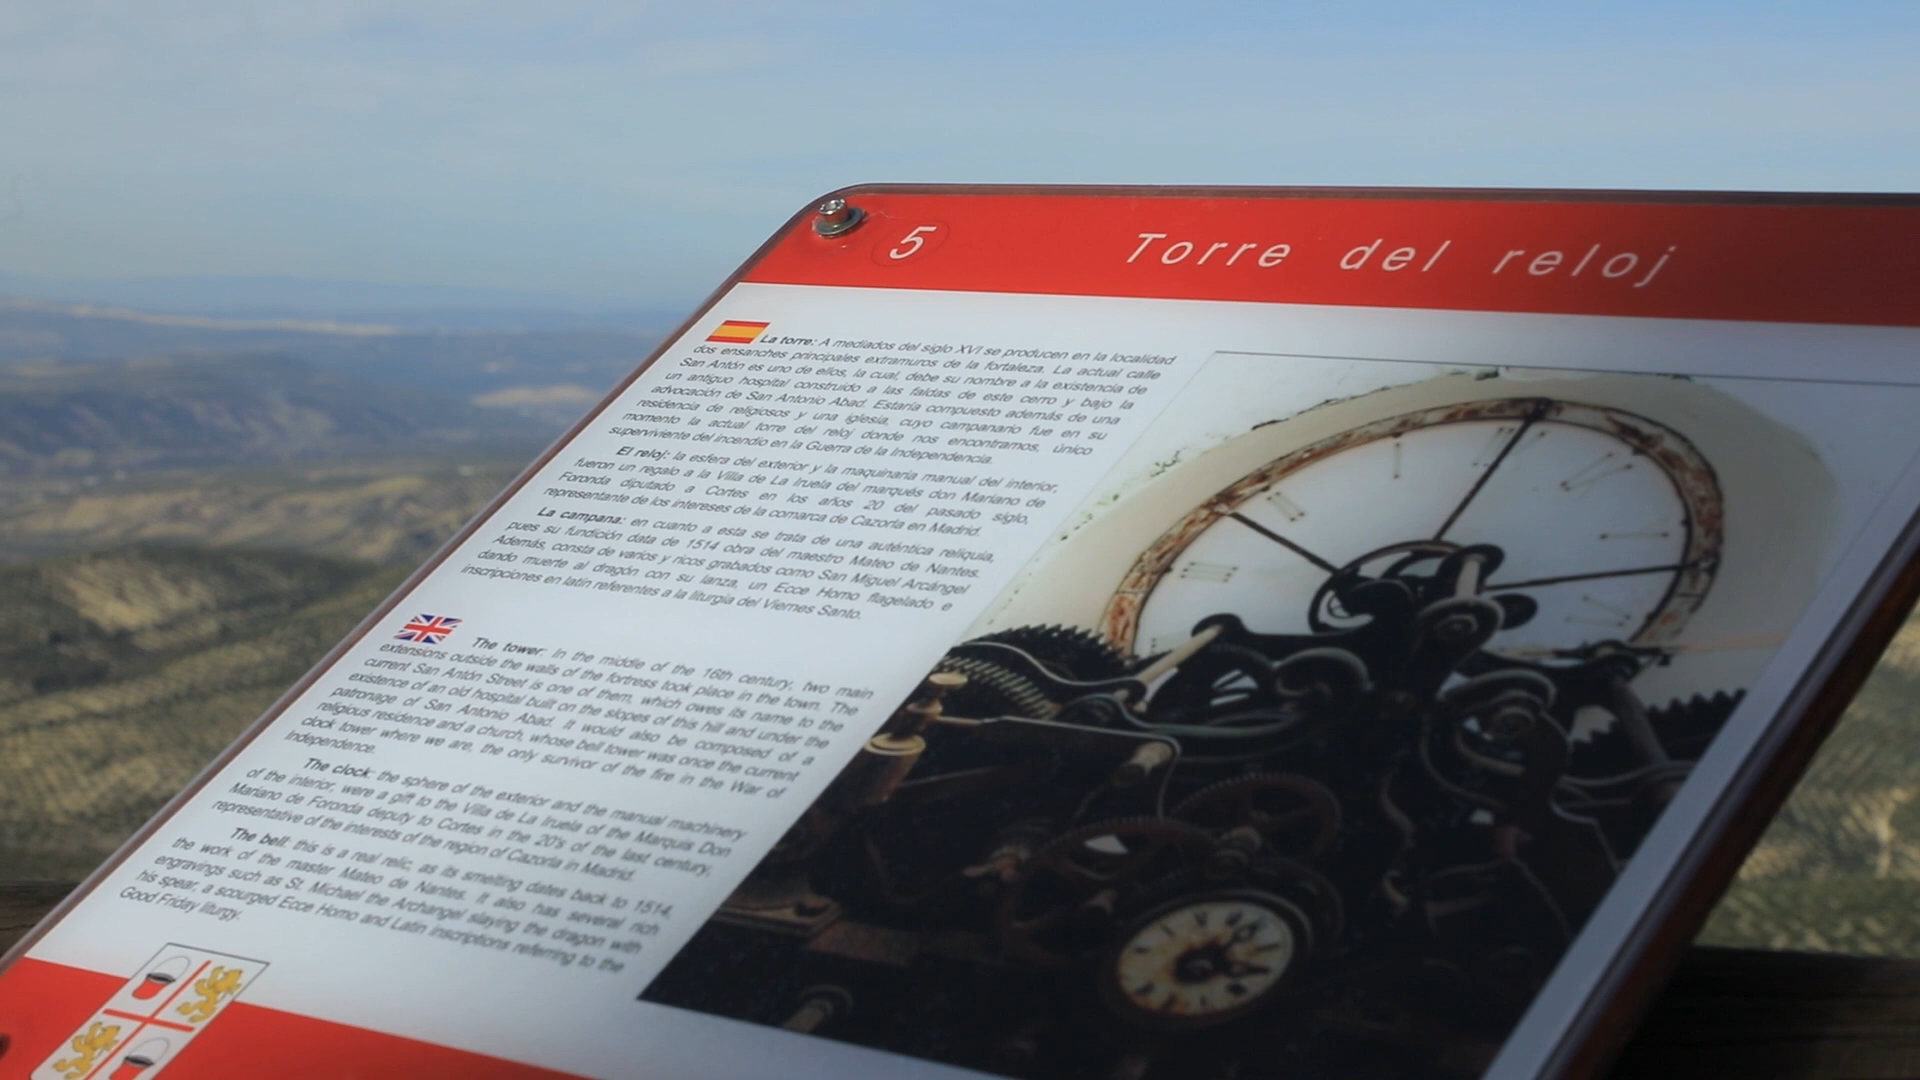 5
Torre del reloj
La torre: A mediados del siglo XVI se producen en la localidad
dos ensanches principales extramuros de la fortaleza. La actual calle
San Antón es uno de ellos, la cual, debe su nombre a la existencia de
un antiguo hospital construido a las faldas de este cerro y bajo la
advocación de San Antonio Abad. Estaría compuesto además de una
residencia de religiosos y una iglesia, cuyo campanario fue en su
momento la actual torre del reloj donde nos encontramos, único
superviviente del incendio en la Guerra de la Independencia.
El reloj: la esfera del exterior y la maquinaria manual del interior,
fueron un regalo a la Villa de La Iruela del marqués don Mariano de
Foronda diputado a Cortes en los años 20 del pasado siglo,
representante de los intereses de la comarca de Cazorla en Madrid.
La campana: en cuanto a esta se trata de una auténtica reliquia,
pues su fundición data de 1514 obra del maestro Mateo de Nantes.
Además, consta de varios y ricos grabados como San Miguel Arcángel
dando muerte al dragón con su lanza, un Ecce Homo flagelado e
inscripciones en latín referentes a la liturgia del Viernes Santo.
The tower: In the middle of the 16th century, two main
extensions outside the walls of the fortress took place in the town. The
current San Antón Street is one of them, which owes its name to the
existence of an old hospital built on the slopes of this hill and under the
patronage of San Antonio Abad. It would also be composed of a
religious residence and a church, whose bell tower was once the current
clock tower where we are, the only survivor of the fire in the War of
Independence.
The clock: the sphere of the exterior and the manual machinery
of the interior, were a gift to the Villa de La Iruela of the Marquis Don
Mariano de Foronda deputy to Cortes in the 20's of the last century,
representative of the interests of the region of Cazorla in Madrid.
The bell: this is a real relic, as its smelting dates back to 1514,
the work of the master Mateo de Nantes. It also has several rich
engravings such as St. Michael the Archangel slaying the dragon with
his spear, a scourged Ecce Homo and Latin inscriptions referring to the
Good Friday liturgy.